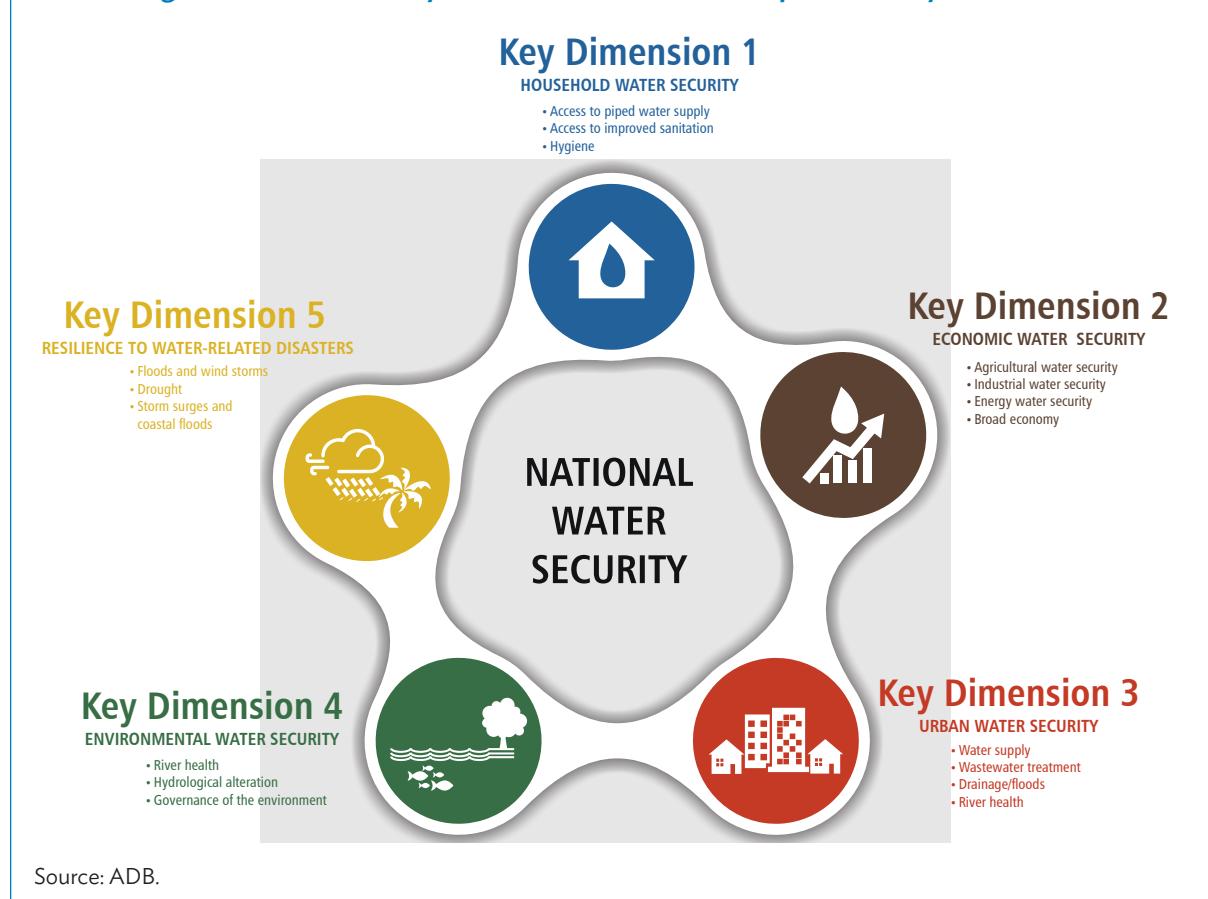 Key Dimension 1
HOUSEHOLD WATER SECURITY
• Access to piped water supply
• Access to improved sanitation
• Hygiene
Key Dimension 5
RESILIENCE TO WATER-RELATED DISASTERS
• Floods and wind storms
• Drought
• Storm surges and
coastal floods
Key Dimension 2
ECONOMIC WATER SECURITY
• Agricultural water security
• Industrial water security
• Energy water security
• Broad economy
NATIONAL
WATER
SECURITY
Key Dimension 4
ENVIRONMENTAL WATER SECURITY
• River health
• Hydrological alteration
• Governance of the environment
Key Dimension 3
URBAN WATER SECURITY
• Water supply
• Wastewater treatment
• Drainage/floods
• River health
Source: ADB.